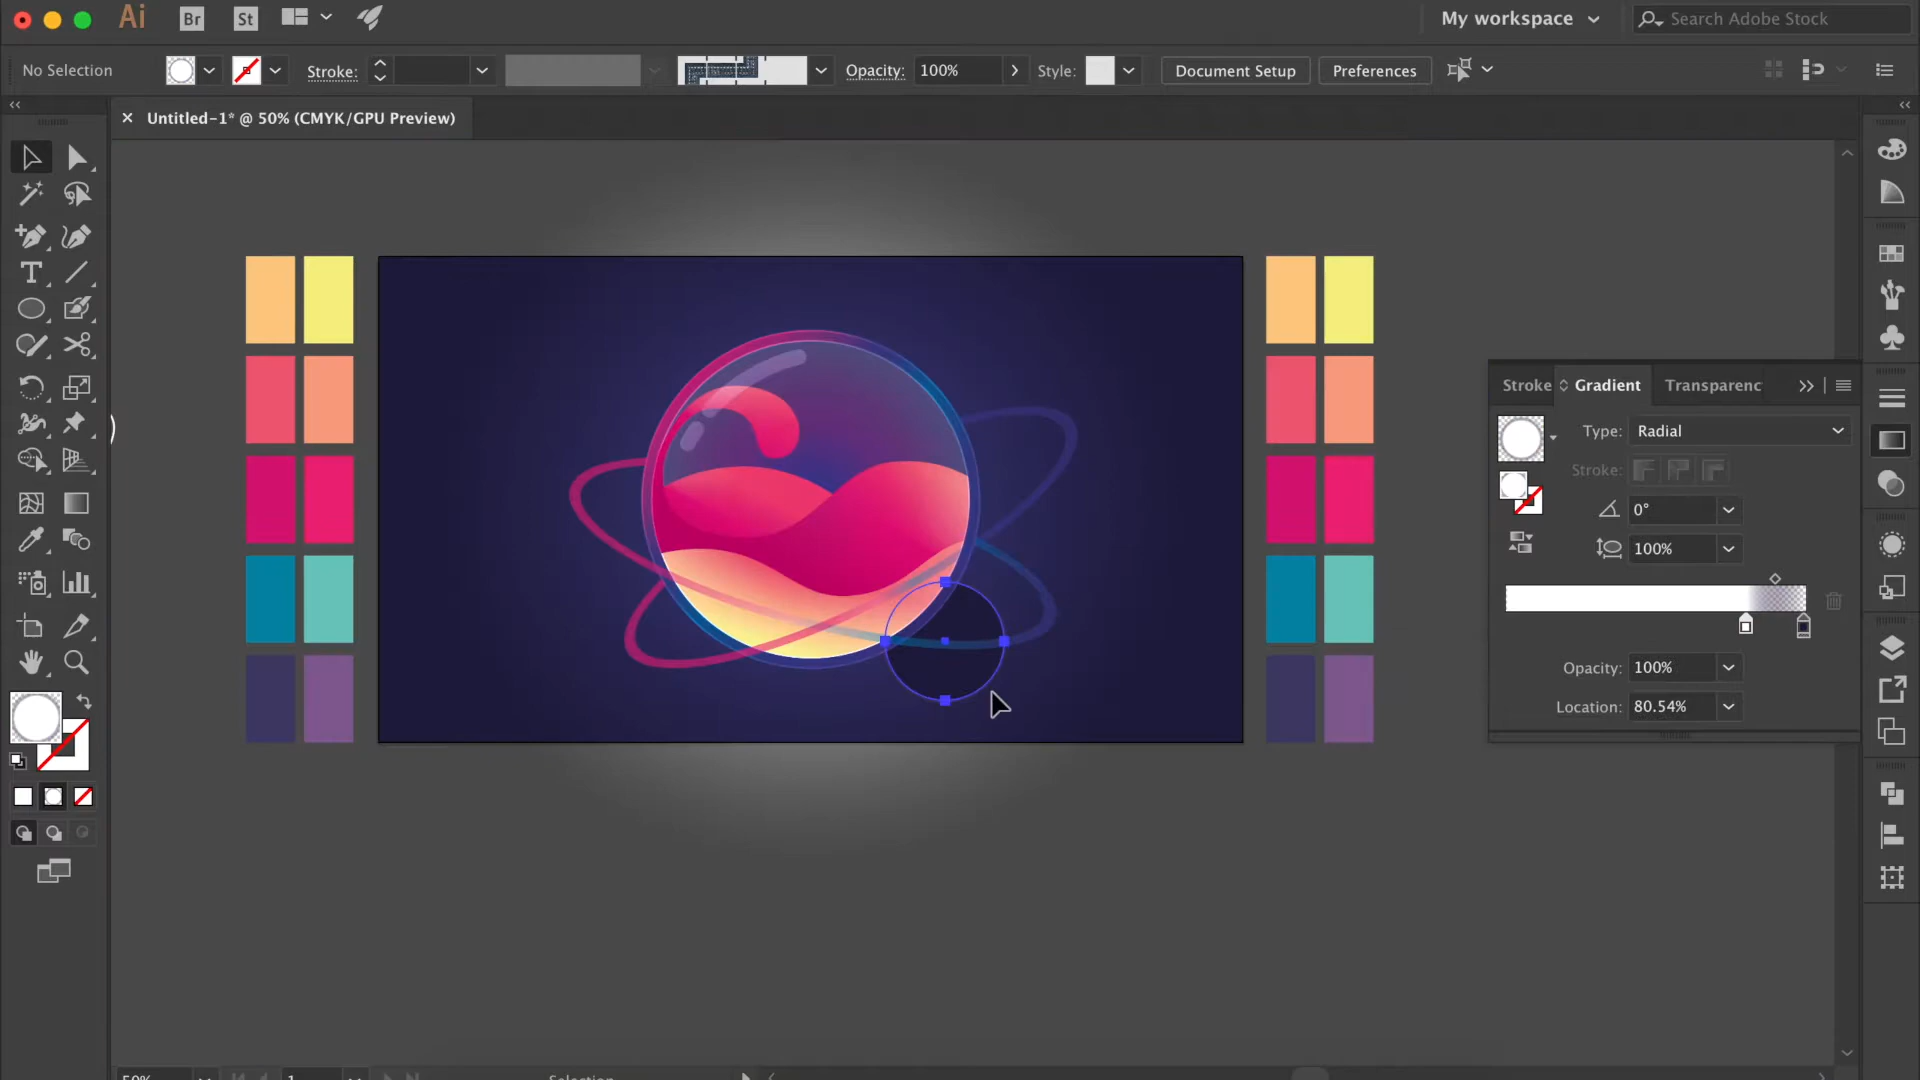 Ai Br St My workspace Search Adobe Stock
No Selection Stroke: Opacity: 100% Style: Document Setup Preferences
× Untitled-1* @ 50% (CMYK/GPU Preview)
Stroke Gradient Transparenc
Type: Radial
Stroke:
0°
100%
Opacity: 100%
Location: 80.54%
50% 1 Selection